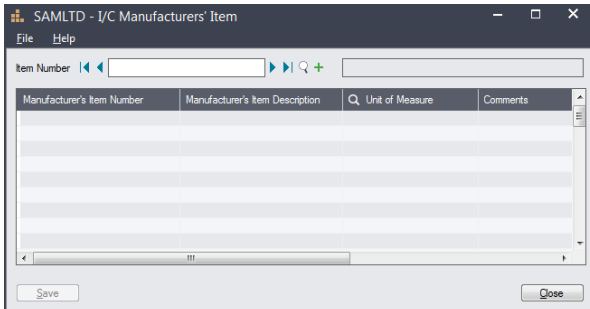 SAMLTD - I/C Manufacturers' Item
File Help
Item Number
Manufacturer's Item Number Manufacturer's Item Description Unit of Measure Comments
Save Close